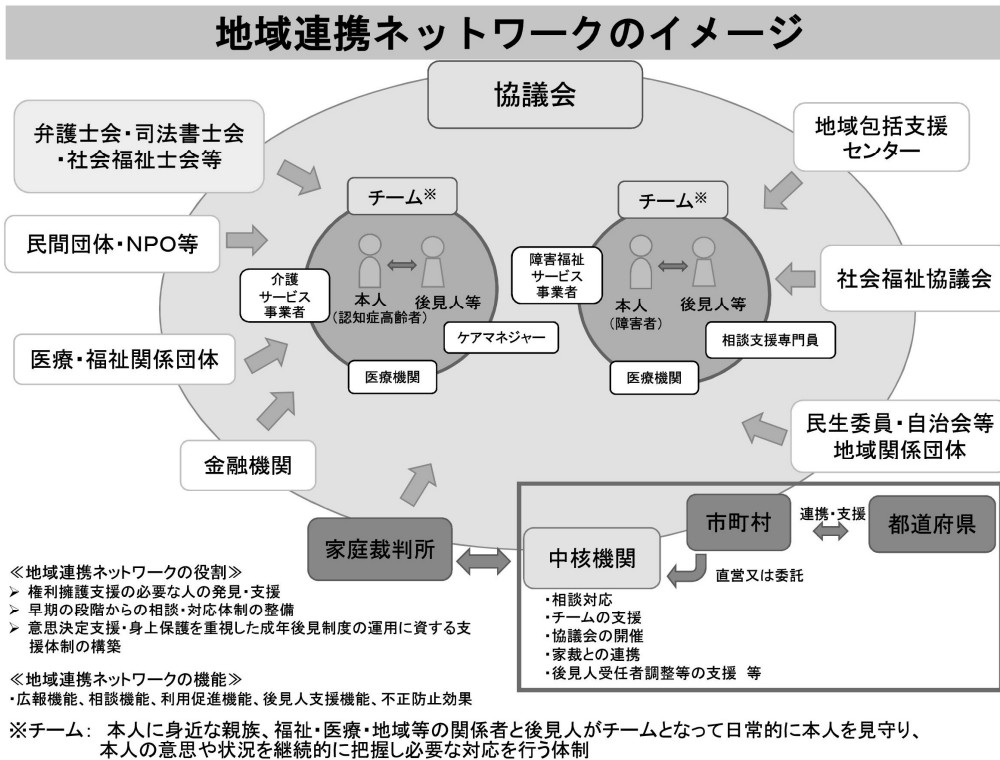 地域連携ネットワークのイメージ
協議会
弁護士会・司法書士会
・社会福祉士会等
地域包括支援
センター
チーム※
チーム※
民間団体・NPO等
介護
サービス
事業者
本人
(認知症高齢者)
後見人等
ケアマネジャー
医療機関
障害福祉
サービス
事業者
本人
(障害者)
後見人等
相談支援専門員
医療機関
社会福祉協議会
医療・福祉関係団体
金融機関
民生委員・自治会等
地域関係団体
家庭裁判所
中核機関
市町村
連携・支援
都道府県
直営又は委託
・相談対応
・チームの支援
・協議会の開催
・家裁との連携
・後見人受任者調整等の支援 等
≪地域連携ネットワークの役割≫
➢ 権利擁護支援の必要な人の発見・支援
➢ 早期の段階からの相談・対応体制の整備
➢ 意思決定支援・身上保護を重視した成年後見制度の運用に資する支
援体制の構築
≪地域連携ネットワークの機能≫
・広報機能、相談機能、利用促進機能、後見人支援機能、不正防止効果
※チーム： 本人に身近な親族、福祉・医療・地域等の関係者と後見人がチームとなって日常的に本人を見守り、
本人の意思や状況を継続的に把握し必要な対応を行う体制